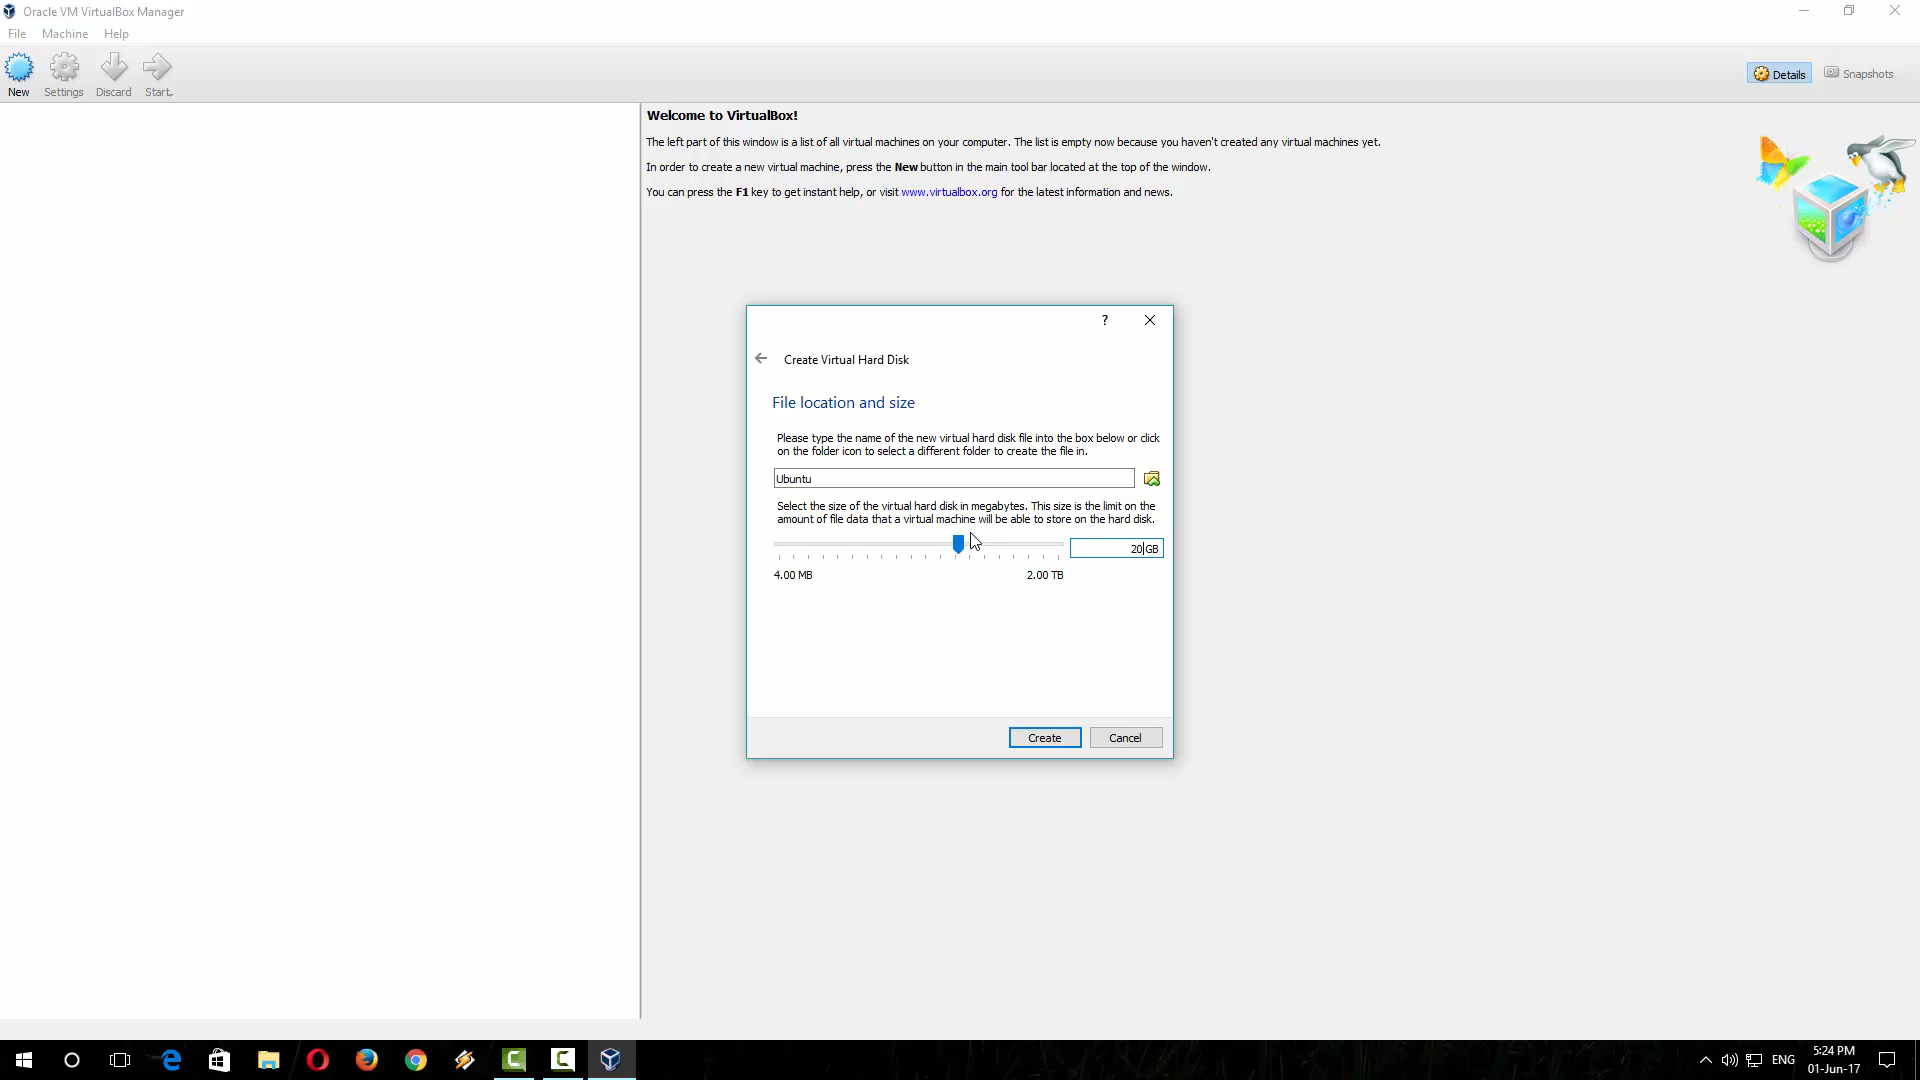 Oracle VM VirtualBox Manager
File Machine Help
New Settings Discard Start
Details Snapshots
Welcome to VirtualBox!
The left part of this window is a list of all virtual machines on your computer. The list is empty now because you haven't created any virtual machines yet.
In order to create a new virtual machine, press the New button in the main tool bar located at the top of the window.
You can press the F1 key to get instant help, or visit www.virtualbox.org for the latest information and news.
?
Create Virtual Hard Disk
File location and size
Please type the name of the new virtual hard disk file into the box below or click
on the folder icon to select a different folder to create the file in.
Ubuntu
Select the size of the virtual hard disk in megabytes. This size is the limit on the
amount of file data that a virtual machine will be able to store on the hard disk.
20 GB
4.00 MB 2.00 TB
Create Cancel
ENG
5:24 PM
01-Jun-17